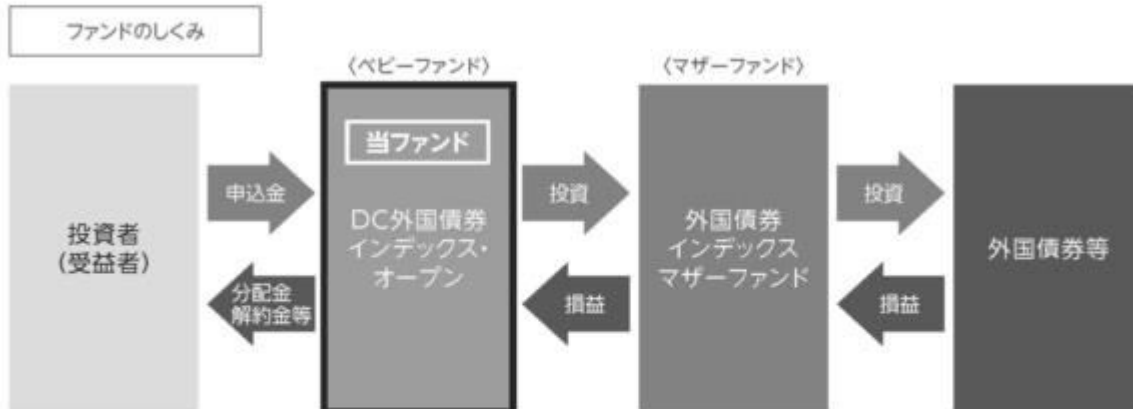 ファンドのしくみ
〈ベビーファンド〉
〈マザーファンド〉
投資者
(受益者)
申込金
分配金
解約金等
当ファンド
DC外国債券
インデックス・
オープン
投資
損益
外国債券
インデックス
マザーファンド
投資
損益
外国債券等